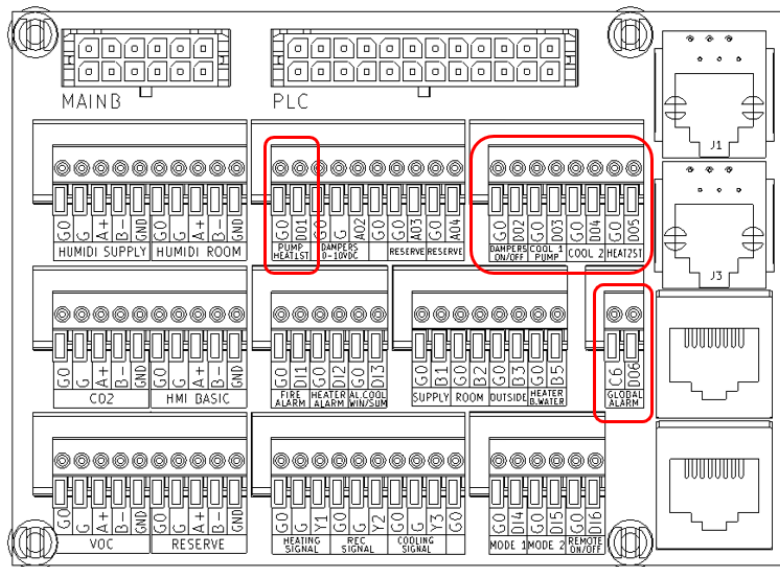 MAINB PLC
J1
G0 G A+ B- GND G0 G A+ B- GND
HUMIDI SUPPLY HUMIDI ROOM
G0 DO1 G0 G AO2 G0 G0 AO3 G0 AO4
PUMP HEAT1ST DAMPERS 0-10VDC RESERVE RESERVE
G0 DO2 G0 DO3 G0 DO4 G0 DO5
DAMPERS ON/OFF COOL 1 PUMP COOL 2 HEAT2ST
J3
G0 G A+ B- GND G0 G A+ B- GND
CO2 HMI BASIC
G0 DI1 G0 DI2 G0 DI3
FIRE ALARM HEATER ALARM AL.COOL WIN/SUM
G0 B1 G0 B2 G0 B3 G0 B5
SUPPLY ROOM OUTSIDE HEATER B.WATER
C6 DO6
GLOBAL ALARM
G0 G A+ B- GND G0 G A+ B- GND
VOC RESERVE
G0 G Y1 G0 G Y2 G0 G Y3 G0
HEATING SIGNAL REC SIGNAL COOLING SIGNAL
G0 DI4 G0 DI5 G0 DI6
MODE 1 MODE 2 REMOTE ON/OFF